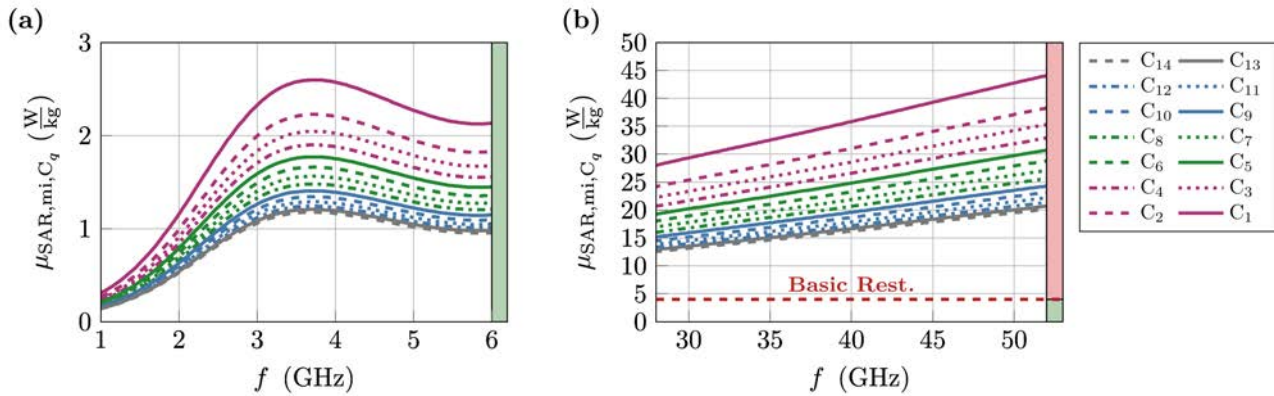 (a)
μSAR,mi,Cq (W/kg)
3
2
1
0
1 2 3 4 5 6
f (GHz)
(b)
μSAR,mi,Cq (W/kg)
50
45
40
35
30
25
20
15
10
5
0
Basic Rest.
30 35 40 45 50
f (GHz)
C14 C13
C12 C11
C10 C9
C8 C7
C6 C5
C4 C3
C2 C1